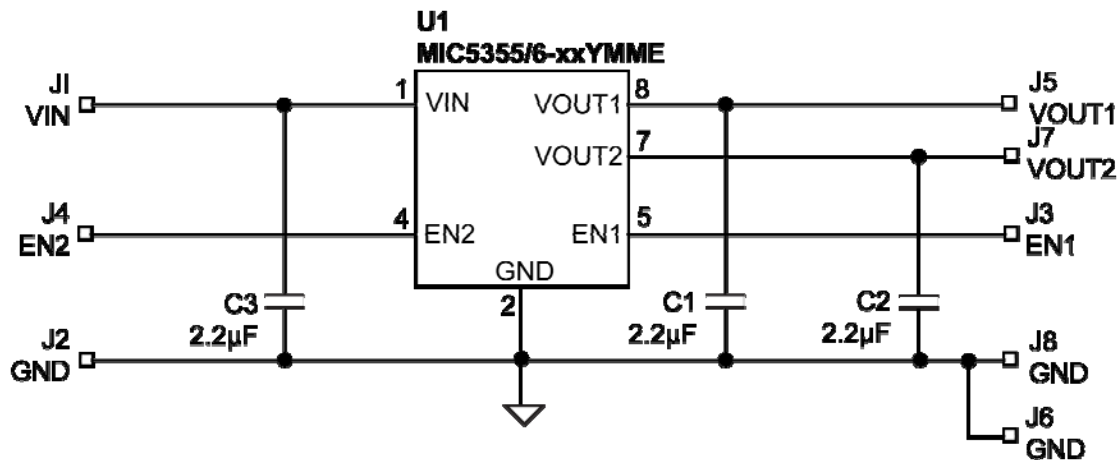 U1
MIC5355/6-xxYMME
J1
VIN
1
VIN
VOUT1
8
J5
VOUT1
VOUT2
7
J7
VOUT2
J4
EN2
4
EN2
EN1
5
J3
EN1
GND
2
C3
2.2µF
C1
2.2µF
C2
2.2µF
J2
GND
J8
GND
J6
GND